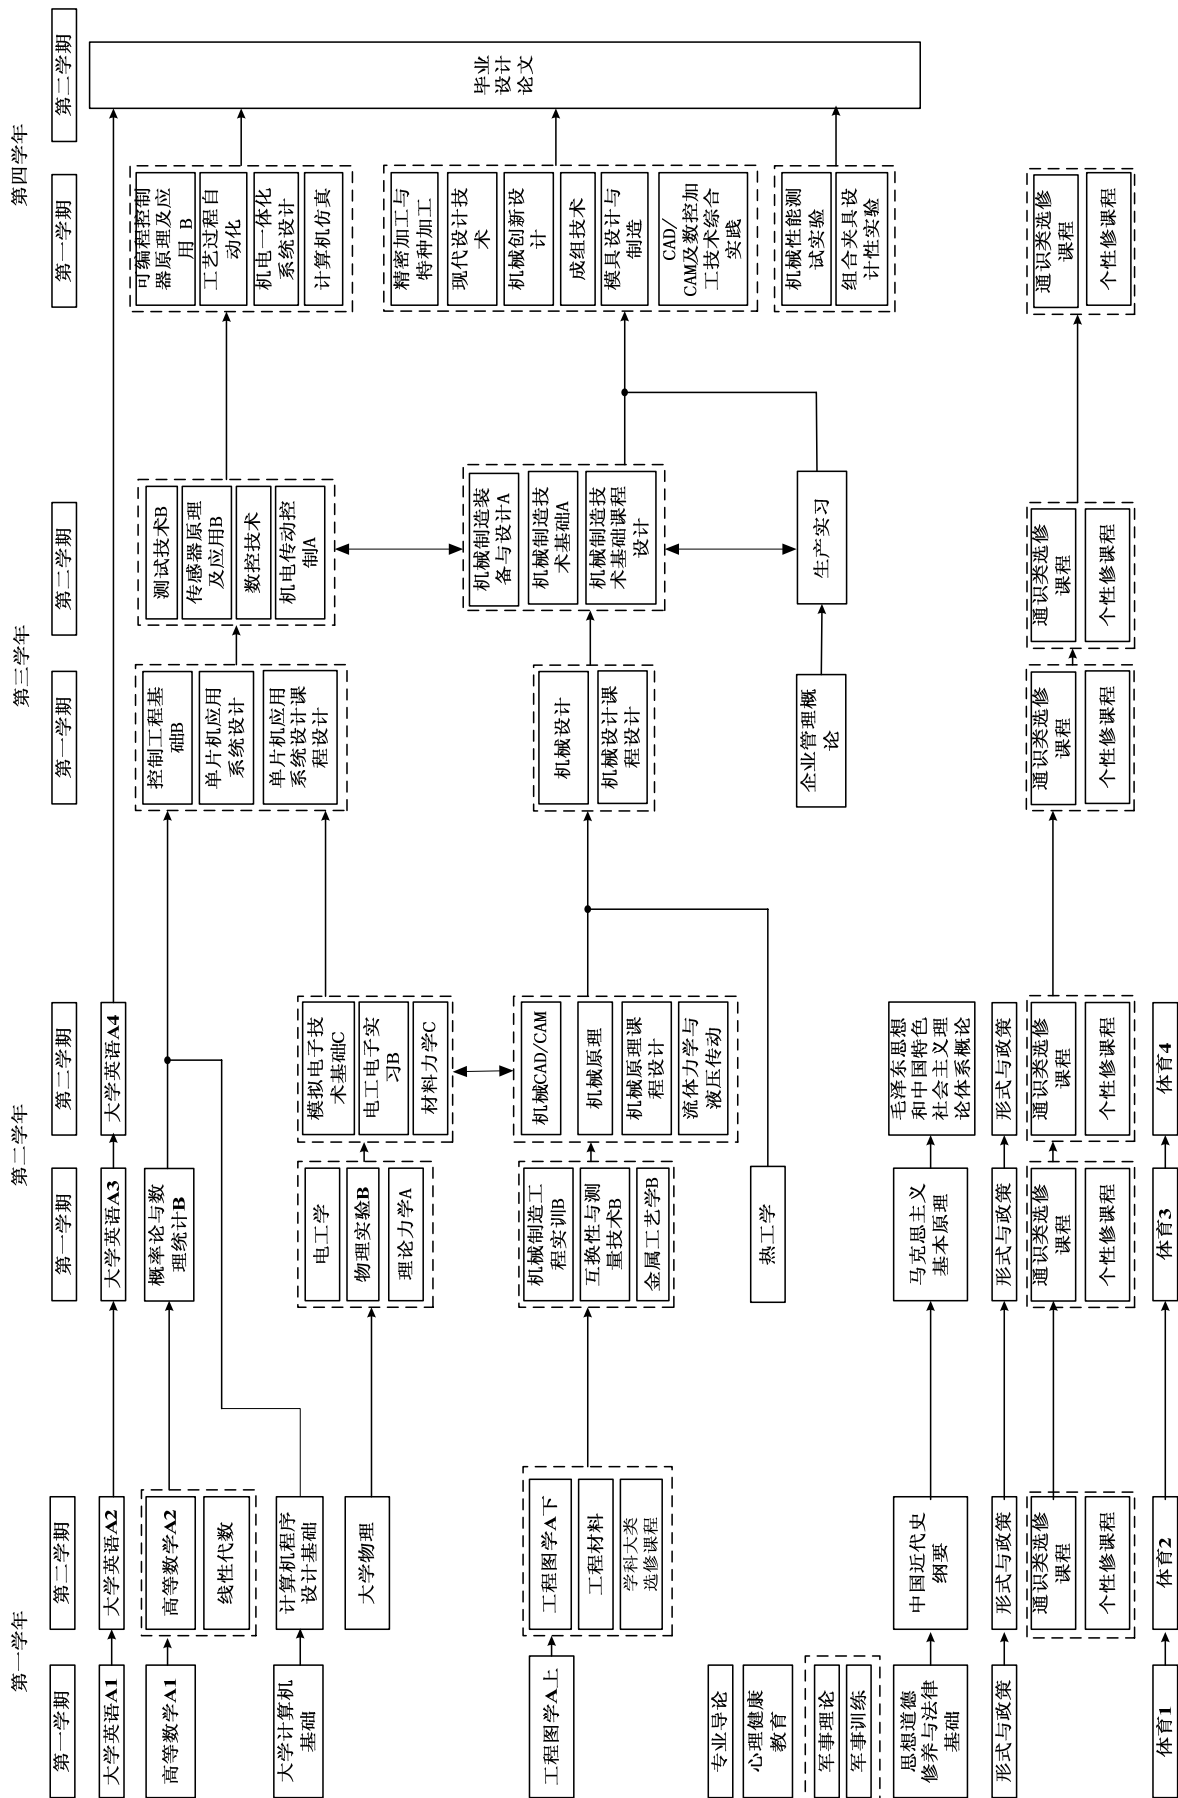 第一学年
第二学年
第三学年
第四学年
第一学期
第二学期
第一学期
第二学期
第一学期
第二学期
第一学期
第二学期
大学英语A1
大学英语A2
大学英语A3
大学英语A4
高等数学A1
高等数学A2
线性代数
概率论与数
理统计B
大学计算机
基础
计算机程序
设计基础
大学物理
电工学
物理实验B
理论力学A
模拟电子技
术基础C
电工电子实
习B
材料力学C
控制工程基
础B
单片机应用
系统设计
单片机应用
系统设计课
程设计
测试技术B
传感器原理
及应用B
数控技术
机电传动控
制A
可编程控制
器原理及应
用 B
工艺过程自
动化
机电一体化
系统设计
计算机仿真
毕业
设计
论文
工程图学A上
工程图学A下
工程材料
学科大类
选修课程
机械制造工
程实训B
互换性与测
量技术B
金属工艺学B
机械CAD/CAM
机械原理
机械原理课
程设计
流体力学与
液压传动
机械设计
机械设计课
程设计
机械制造装
备与设计A
机械制造技
术基础A
机械制造技
术基础课程
设计
精密加工与
特种加工
现代设计技
术
机械创新设
计
成组技术
模具设计与
制造
CAD/
CAM及数控加
工技术综合
实践
热工学
企业管理概
论
生产实习
机械性能测
试实验
组合夹具设
计性实验
专业导论
心理健康
教育
军事理论
军事训练
思想道德
修养与法律
基础
中国近代史
纲要
马克思主义
基本原理
毛泽东思想
和中国特色
社会主义理
论体系概论
形式与政策
形式与政策
形式与政策
形式与政策
通识类选修
课程
个性修课程
通识类选修
课程
个性修课程
通识类选修
课程
个性修课程
通识类选修
课程
个性修课程
通识类选修
课程
个性修课程
通识类选修
课程
个性修课程
体育1
体育2
体育3
体育4